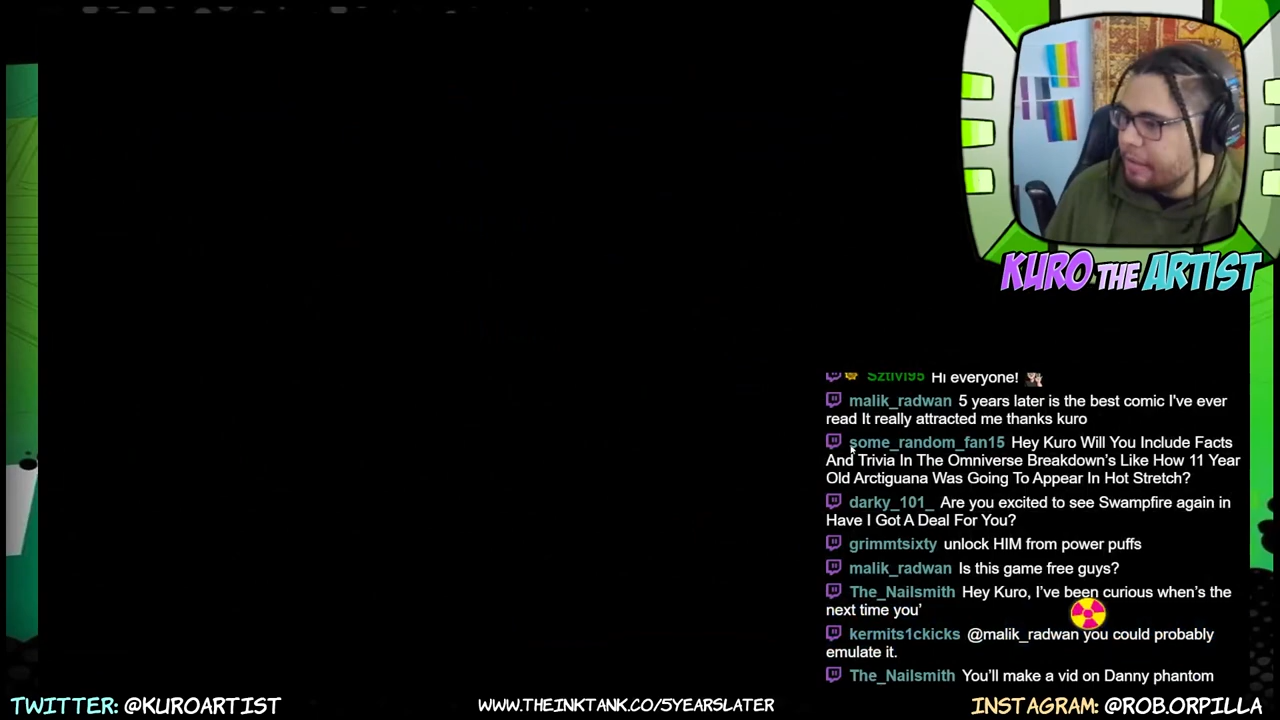 KURO THE ARTIST
Sztivi95 Hi everyone!
malik_radwan 5 years later is the best comic I've ever
read It really attracted me thanks kuro
some_random_fan15 Hey Kuro Will You Include Facts
And Trivia In The Omniverse Breakdown's Like How 11 Year
Old Arctiguana Was Going To Appear In Hot Stretch?
darky_101_ Are you excited to see Swampfire again in
Have I Got A Deal For You?
grimmtsixty unlock HIM from power puffs
malik_radwan Is this game free guys?
The_Nailsmith Hey Kuro, I've been curious when's the
next time you'
kermits1ckicks @malik_radwan you could probably
emulate it.
The_Nailsmith You'll make a vid on Danny phantom
TWITTER: @KUROARTIST
WWW.THEINKTANK.CO/5YEARSLATER
INSTAGRAM: @ROB.ORPILLA